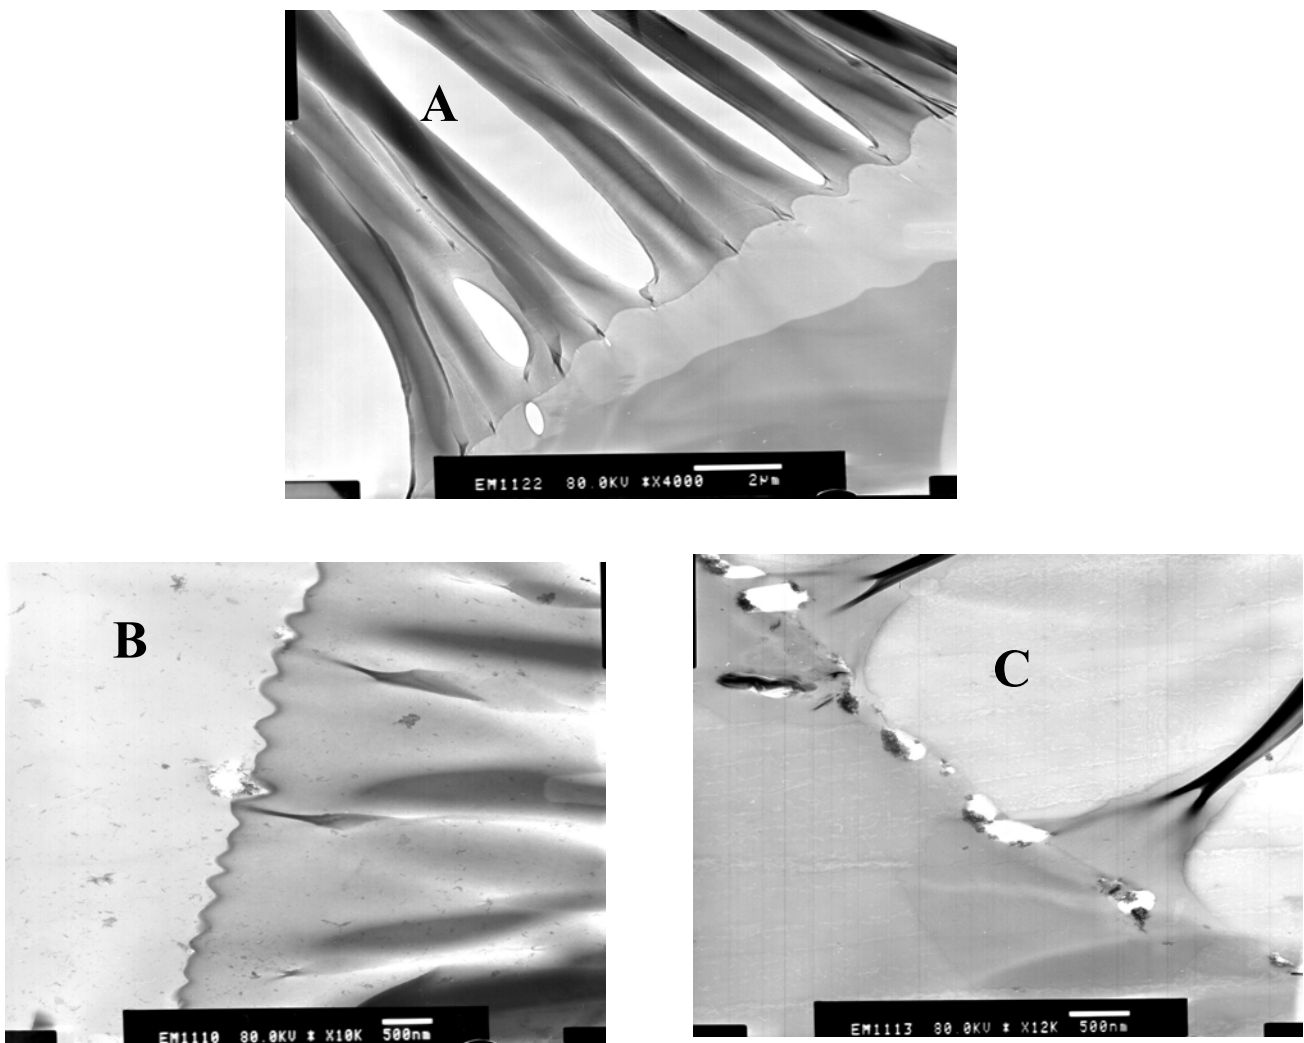 A
EM1122 80.0KV *X4000 2µm
B
C
EM1110 80.0KV * X10K 500nm
EM1113 80.0KV * X12K 500nm